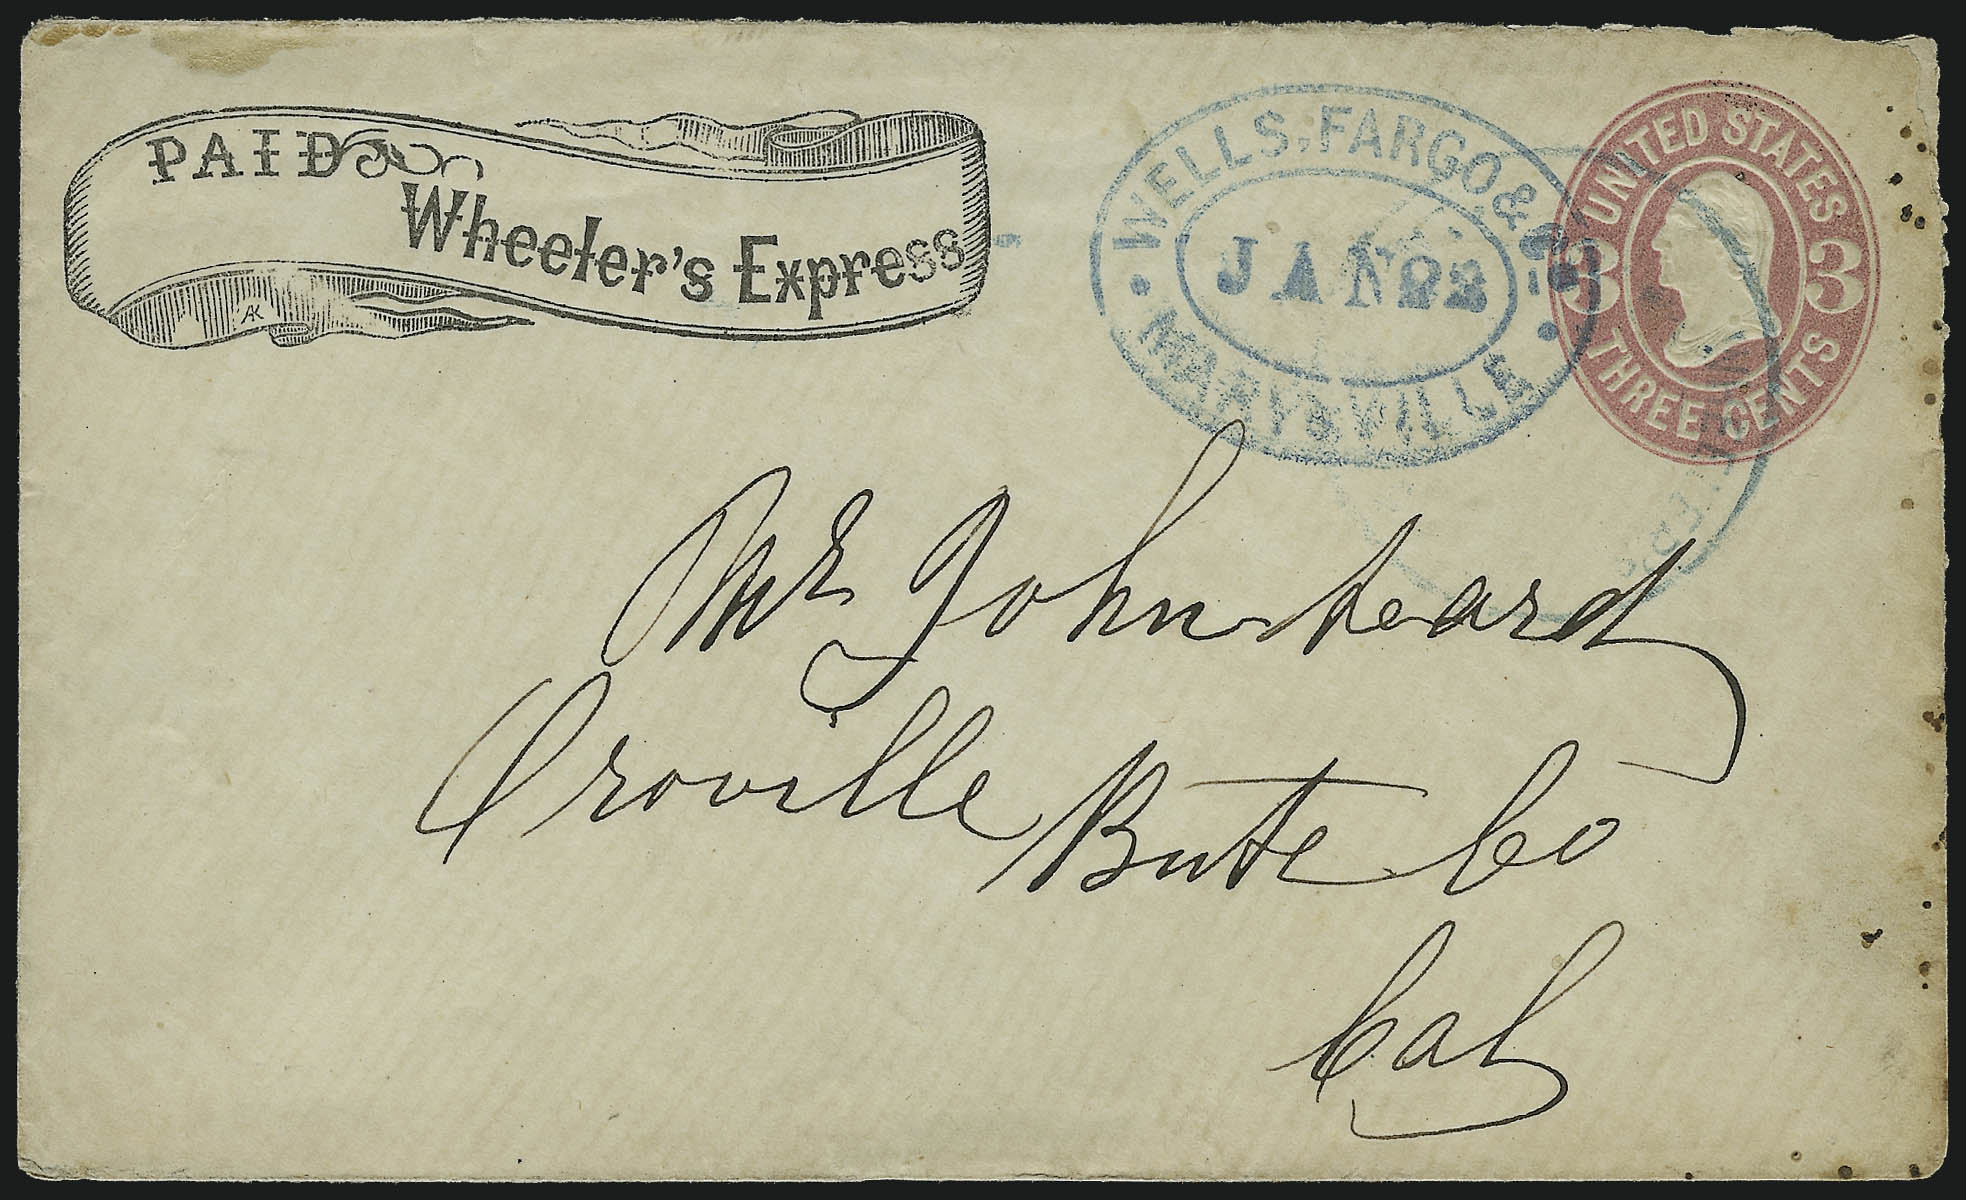 PAID
Wheeler's Express
AK
WELLS, FARGO & Co
JAN 22
MARYSVILLE
UNITED STATES
3 3
THREE CENTS
Mr John Heard
Oroville Butte Co
Cal